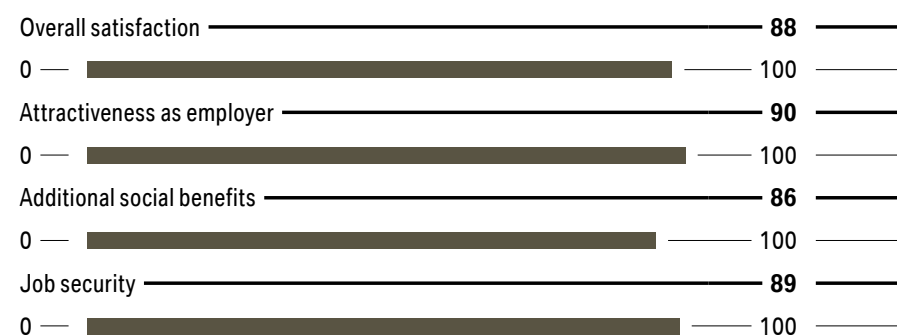 Overall satisfaction 88
0 100
Attractiveness as employer 90
0 100
Additional social benefits 86
0 100
Job security 89
0 100